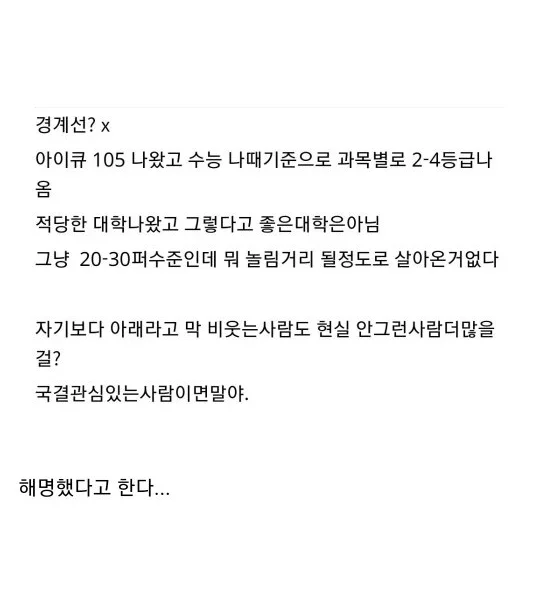 경계선? x
아이큐 105 나왔고 수능 나때기준으로 과목별로 2-4등급나
옴
적당한 대학나왔고 그렇다고 좋은대학은아님
그냥 20-30퍼수준인데 뭐 놀림거리 될정도로 살아온거없다
자기보다 아래라고 막 비웃는사람도 현실 안그런사람더많을
걸?
국결관심있는사람이면말야.
해명했다고 한다...